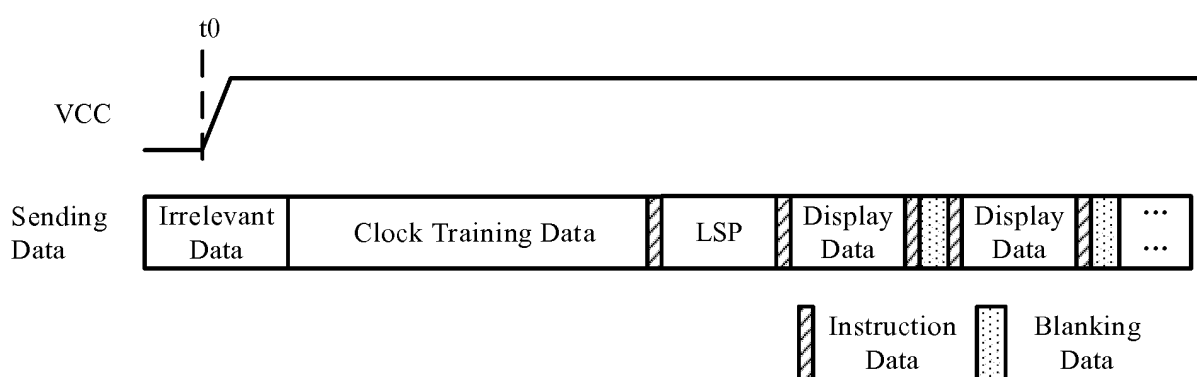 t0
VCC
Sending
Data
Irrelevant
Data
Clock Training Data
LSP
Display
Data
Display
Data
...
...
Instruction
Data
Blanking
Data